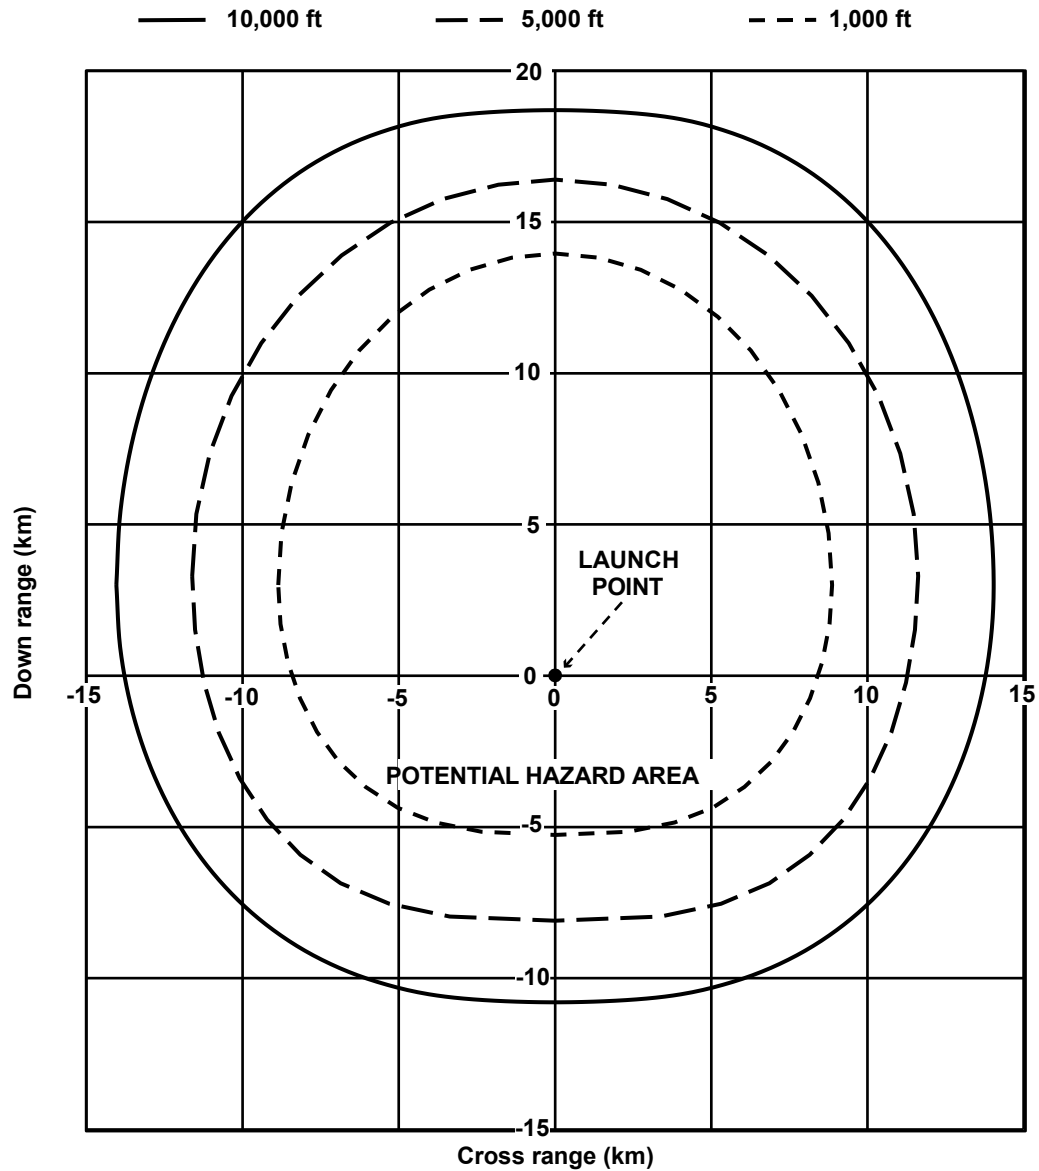 10,000 ft
5,000 ft
1,000 ft
20
15
10
5
LAUNCH
POINT
0
-15
-10
-5
0
5
10
15
POTENTIAL HAZARD AREA
-5
-10
-15
Down range (km)
Cross range (km)